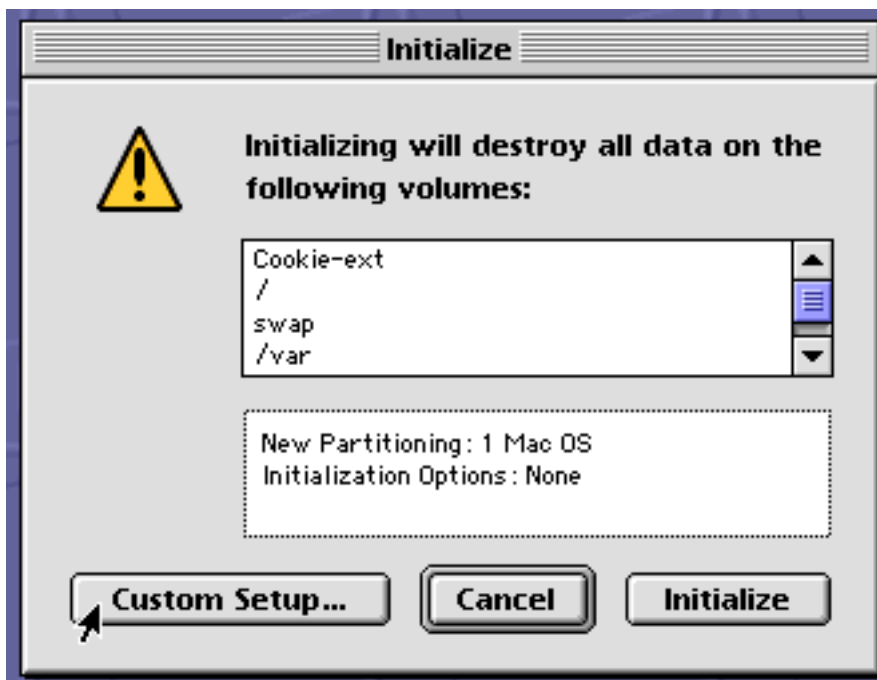 Initialize
Initializing will destroy all data on the
following volumes:
Cookie-ext
/
swap
/var
New Partitioning: 1 Mac OS
Initialization Options: None
Custom Setup...
Cancel
Initialize